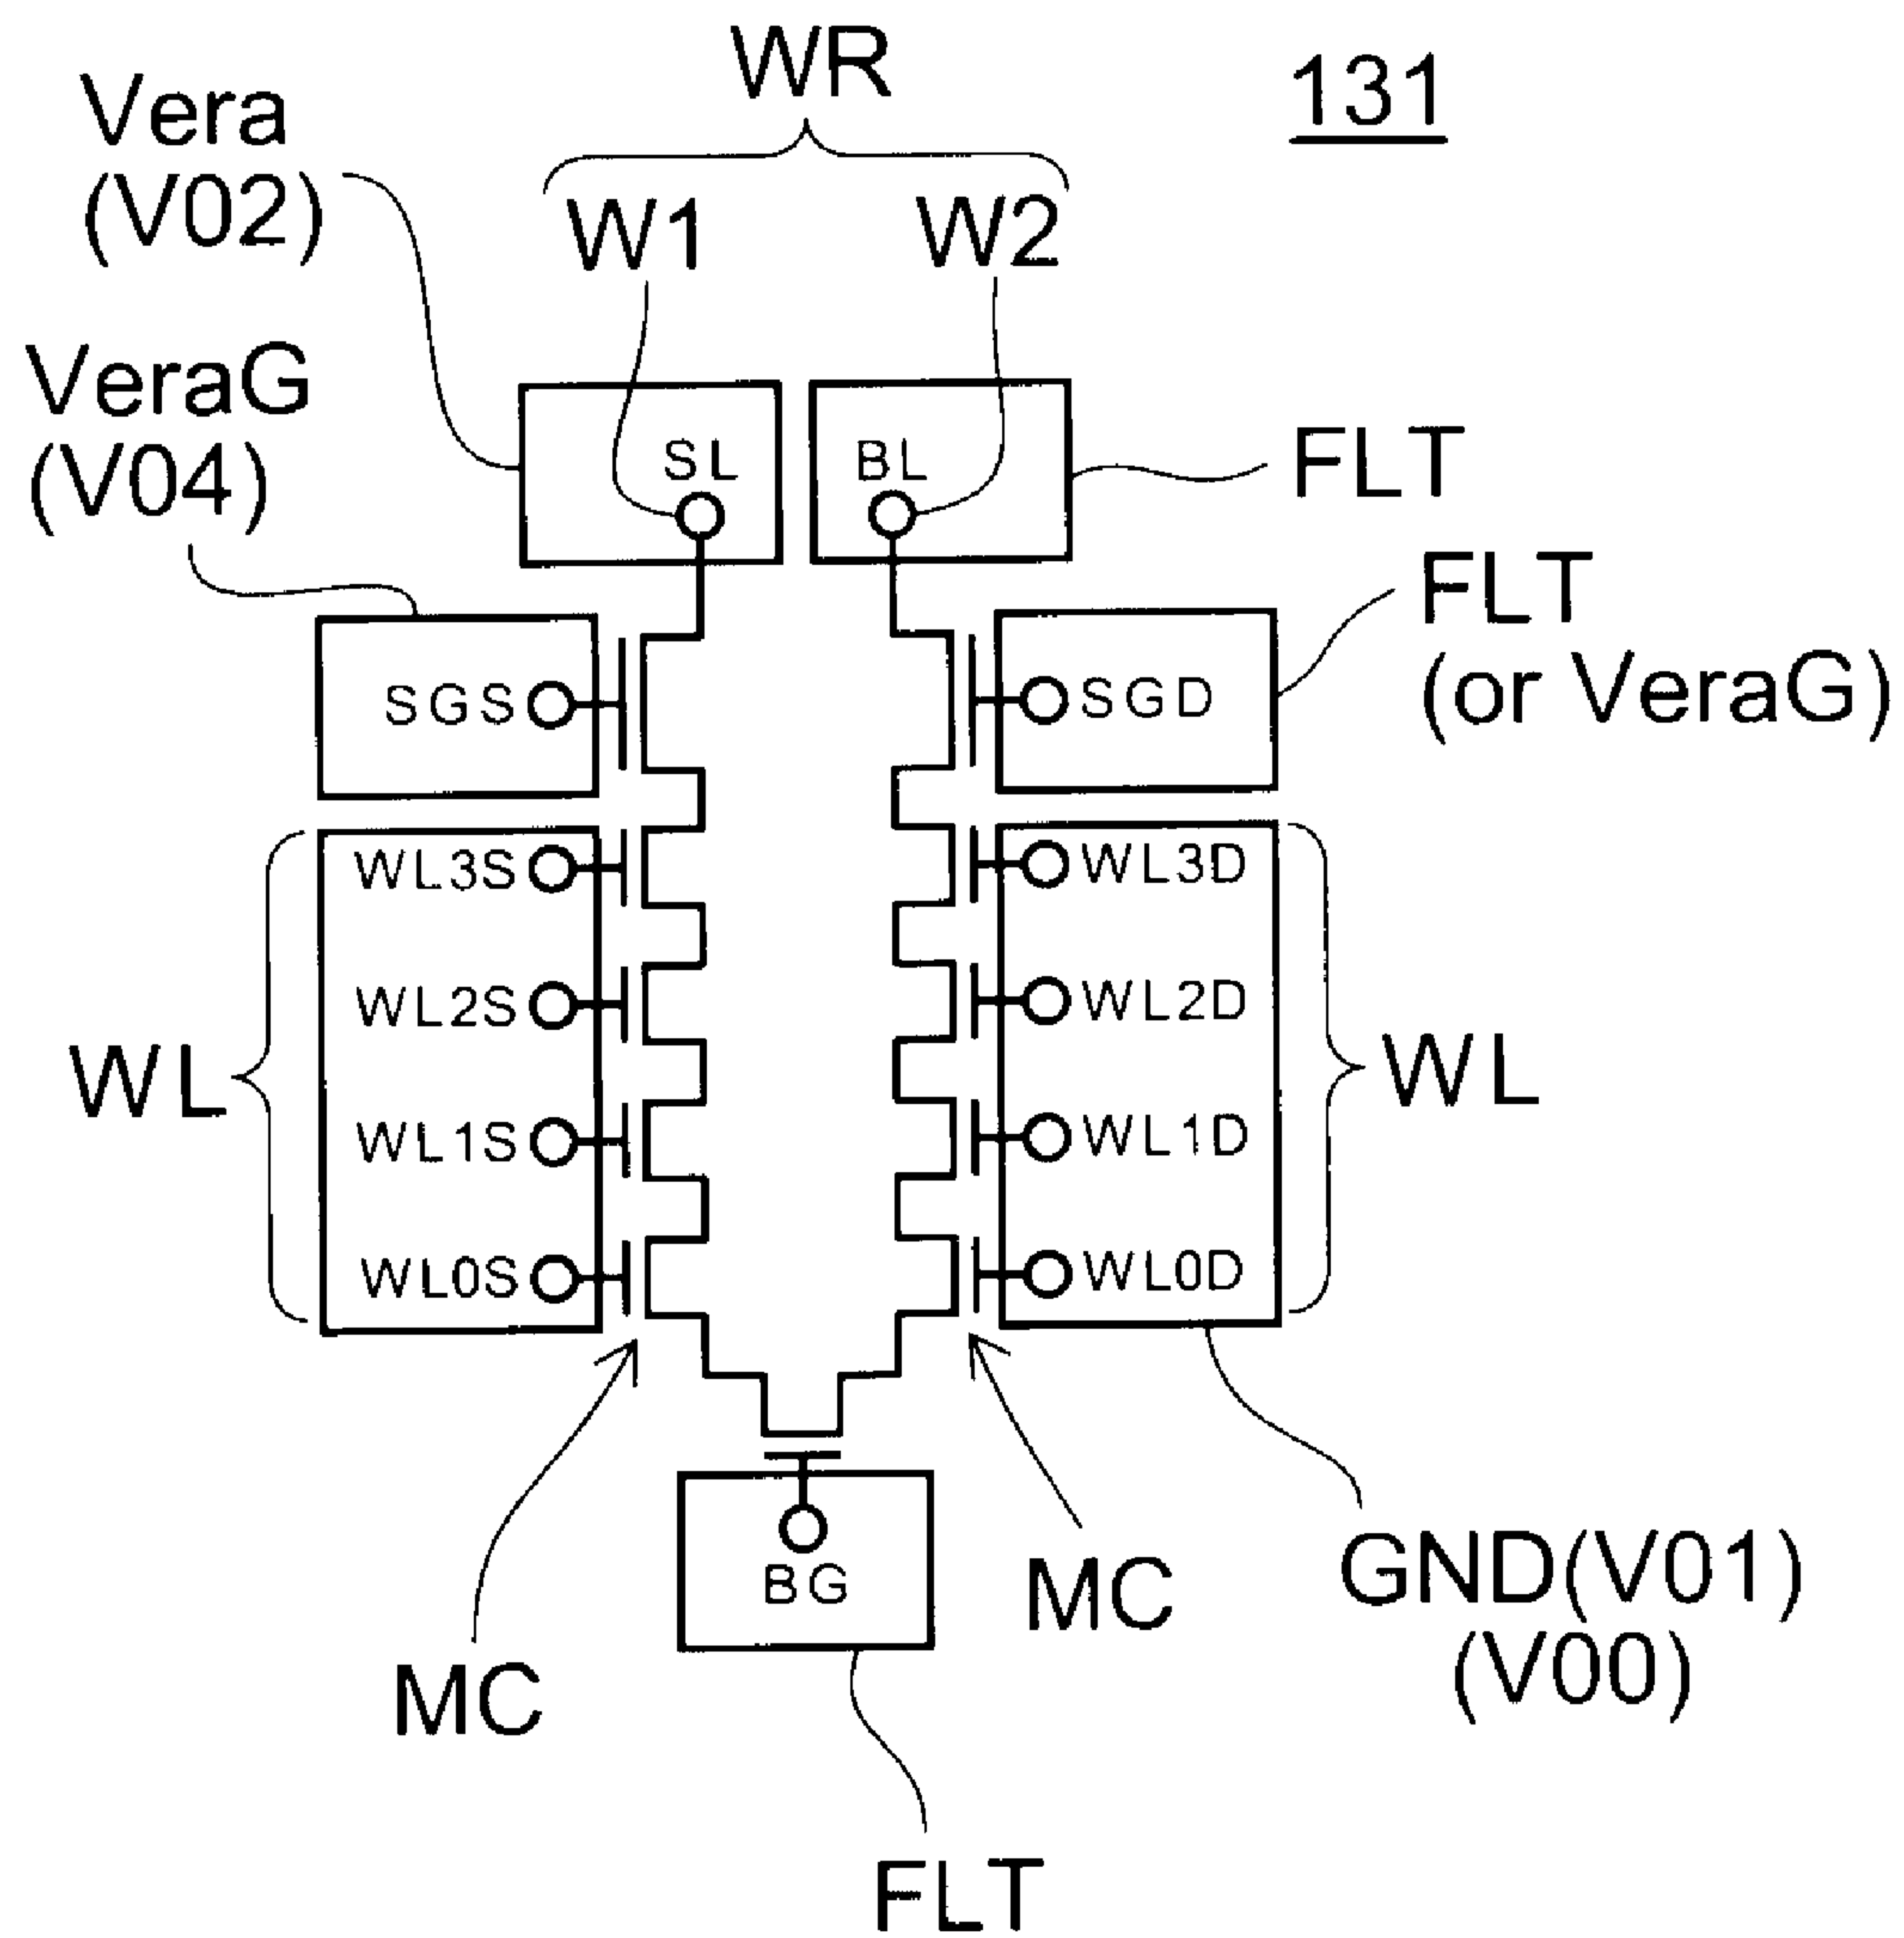 WR
131
Vera
(V02)
W1
W2
VeraG
(V04)
SL
BL
FLT
FLT
(or VeraG)
SGS
SGD
WL3S
WL3D
WL2S
WL2D
WL
WL
WL1S
WL1D
WL0S
WL0D
GND(V01)
(V00)
BG
MC
MC
FLT